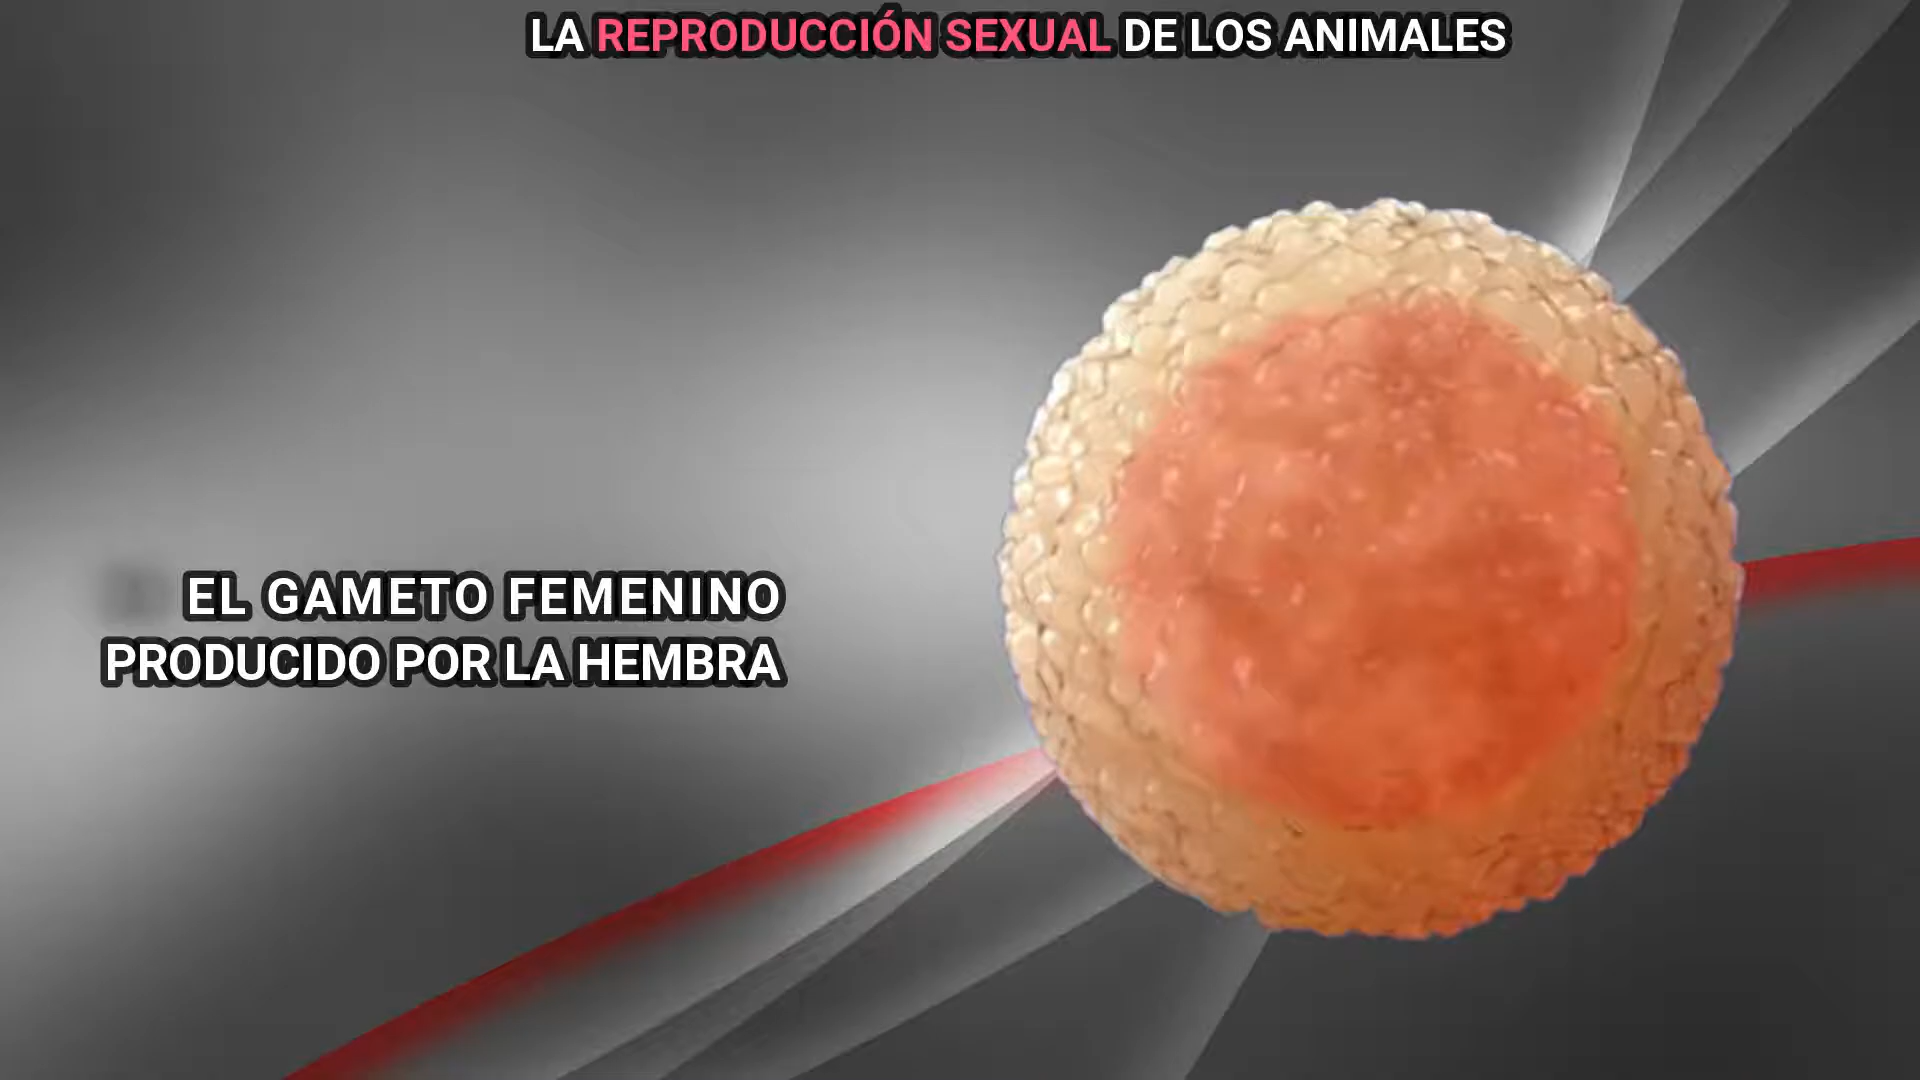 LA REPRODUCCIÓN SEXUAL DE LOS ANIMALES
EL GAMETO FEMENINO
PRODUCIDO POR LA HEMBRA